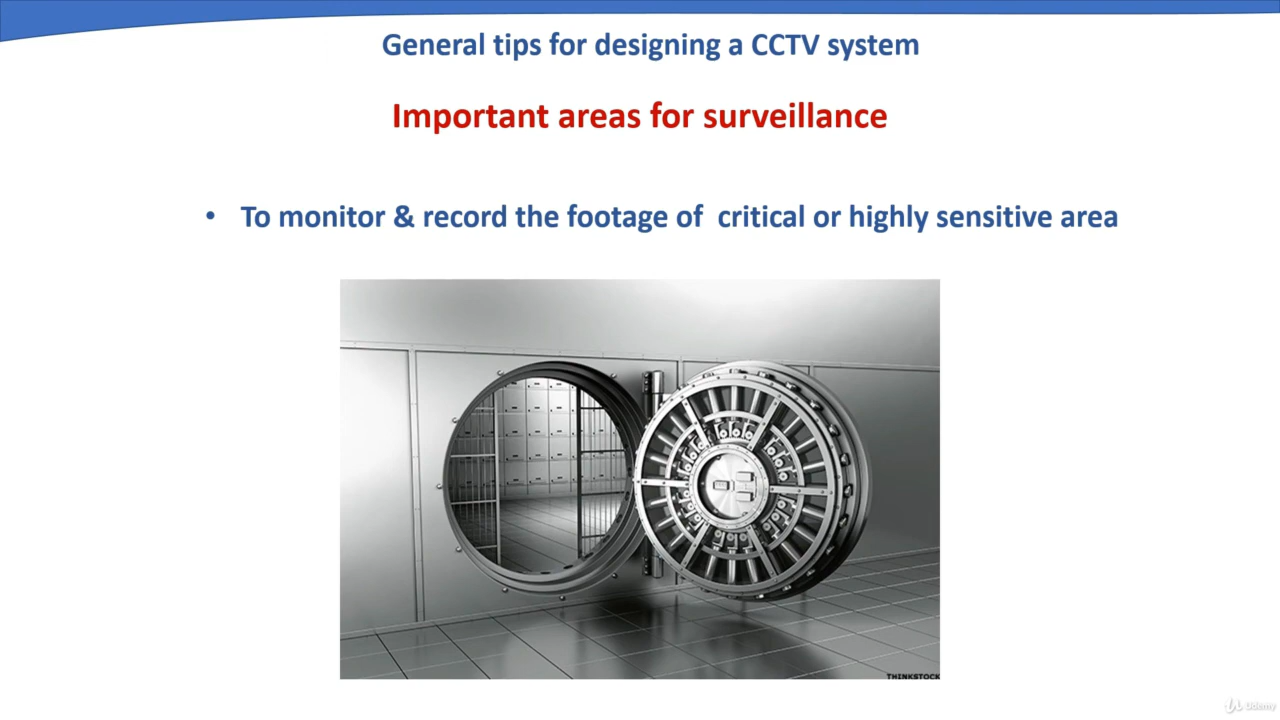 General tips for designing a CCTV system
Important areas for surveillance
• To monitor & record the footage of critical or highly sensitive area
THINKSTOCK
Udemy